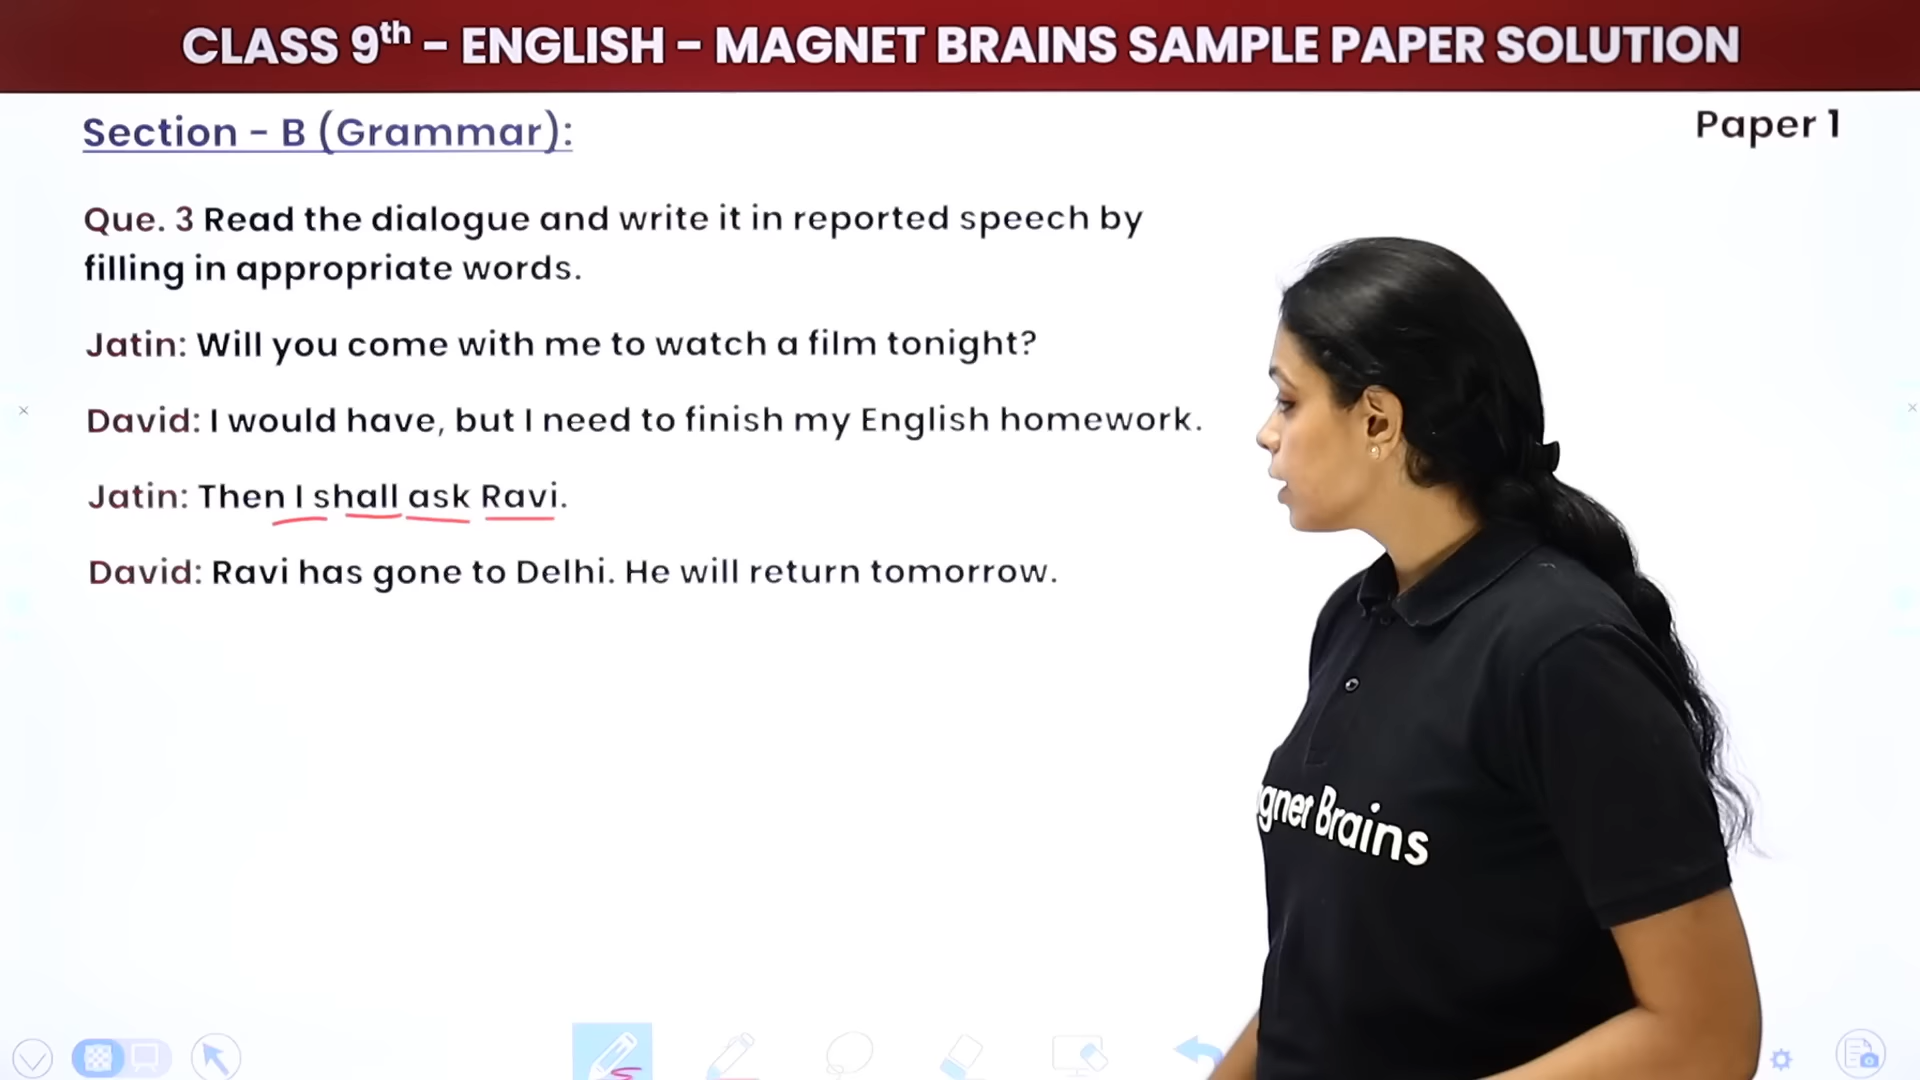 CLASS 9th – ENGLISH – MAGNET BRAINS SAMPLE PAPER SOLUTION
Section - B (Grammar):
Paper 1
Que. 3 Read the dialogue and write it in reported speech by
filling in appropriate words.
Jatin: Will you come with me to watch a film tonight?
David: I would have, but I need to finish my English homework.
Jatin: Then I shall ask Ravi.
David: Ravi has gone to Delhi. He will return tomorrow.
gnet Brains